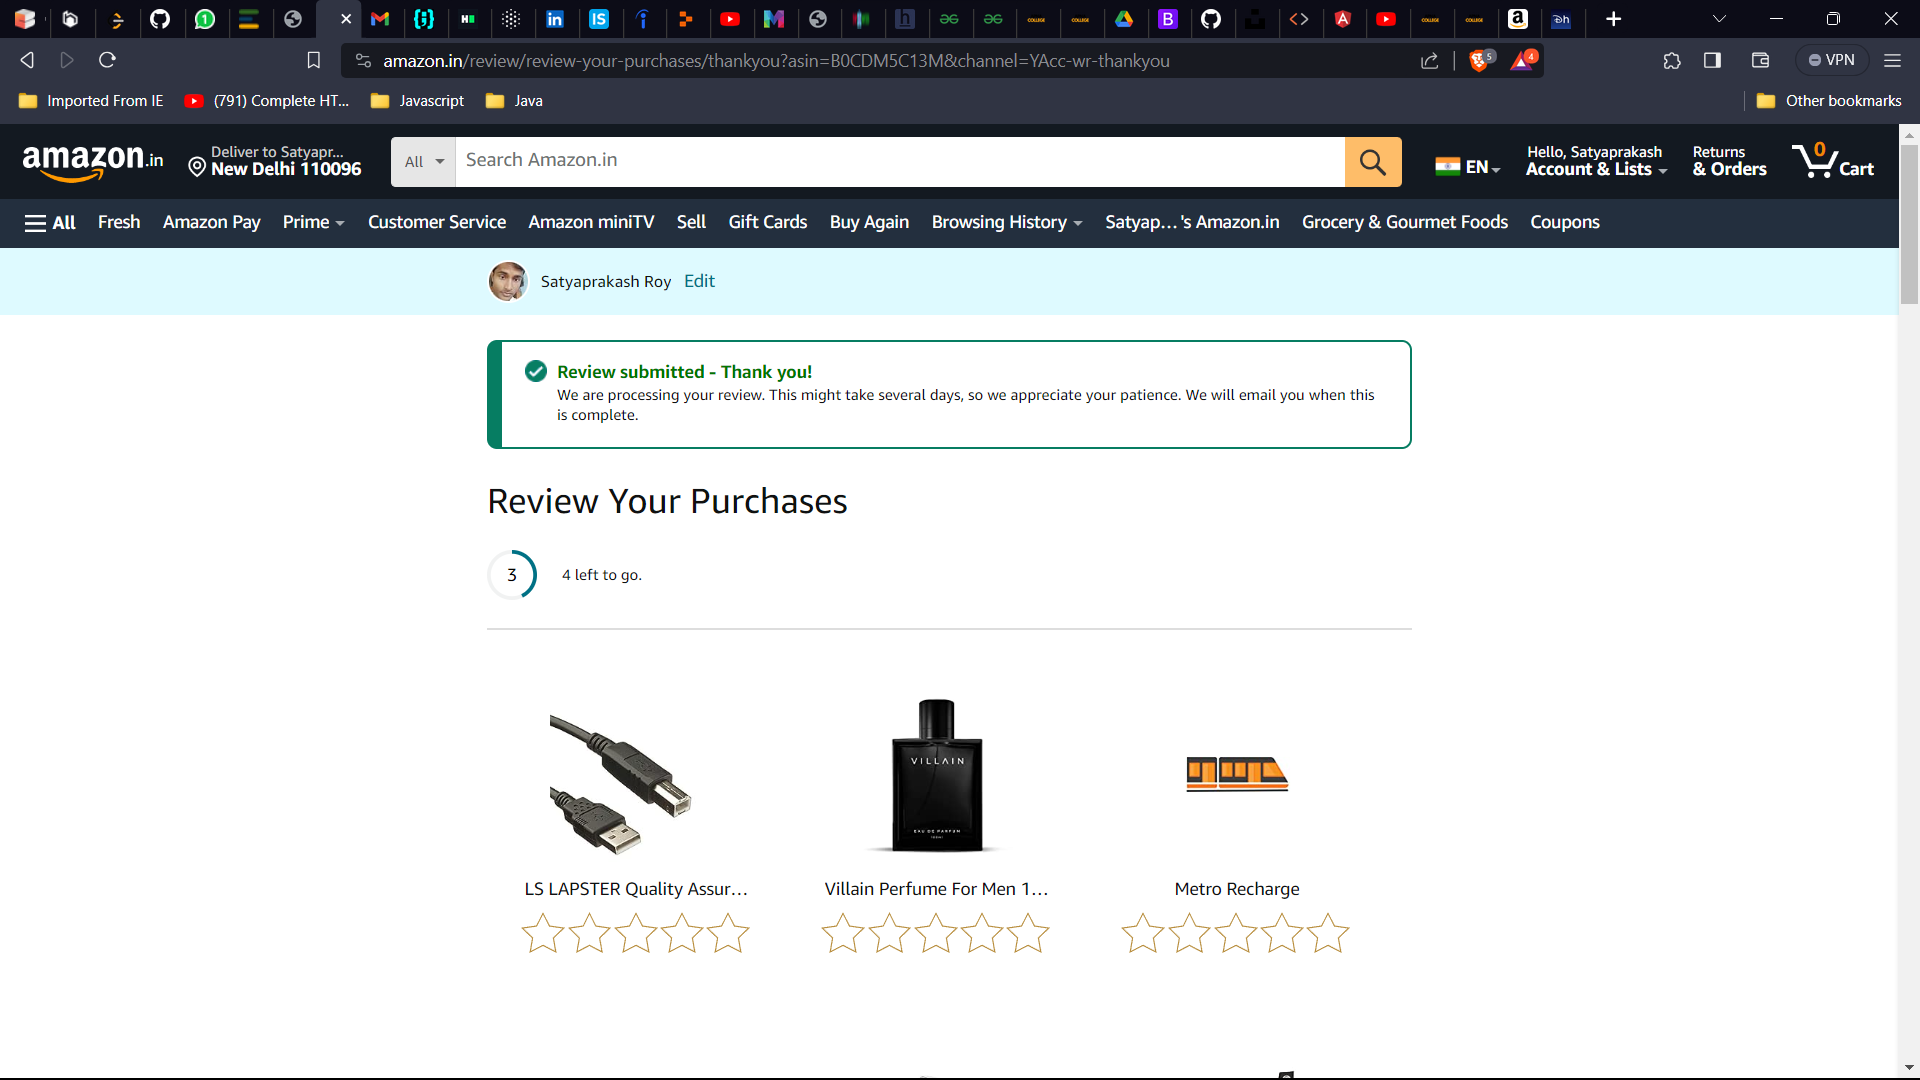 amazon.in/review/review-your-purchases/thankyou?asin=B0CDM5C13M&channel=YAcc-wr-thankyou
5
4
VPN
Imported From IE
(791) Complete HT...
Javascript
Java
Other bookmarks
amazon.in
Deliver to Satyapr...
New Delhi 110096
All
Search Amazon.in
EN
Hello, Satyaprakash
Account & Lists
Returns
& Orders
0
Cart
All
Fresh
Amazon Pay
Prime
Customer Service
Amazon miniTV
Sell
Gift Cards
Buy Again
Browsing History
Satyap...'s Amazon.in
Grocery & Gourmet Foods
Coupons
Satyaprakash Roy Edit
Review submitted - Thank you!
We are processing your review. This might take several days, so we appreciate your patience. We will email you when this
is complete.
Review Your Purchases
3
4 left to go.
VILLAIN
EAU DE PARFUM
LS LAPSTER Quality Assur...
Villain Perfume For Men 1...
Metro Recharge